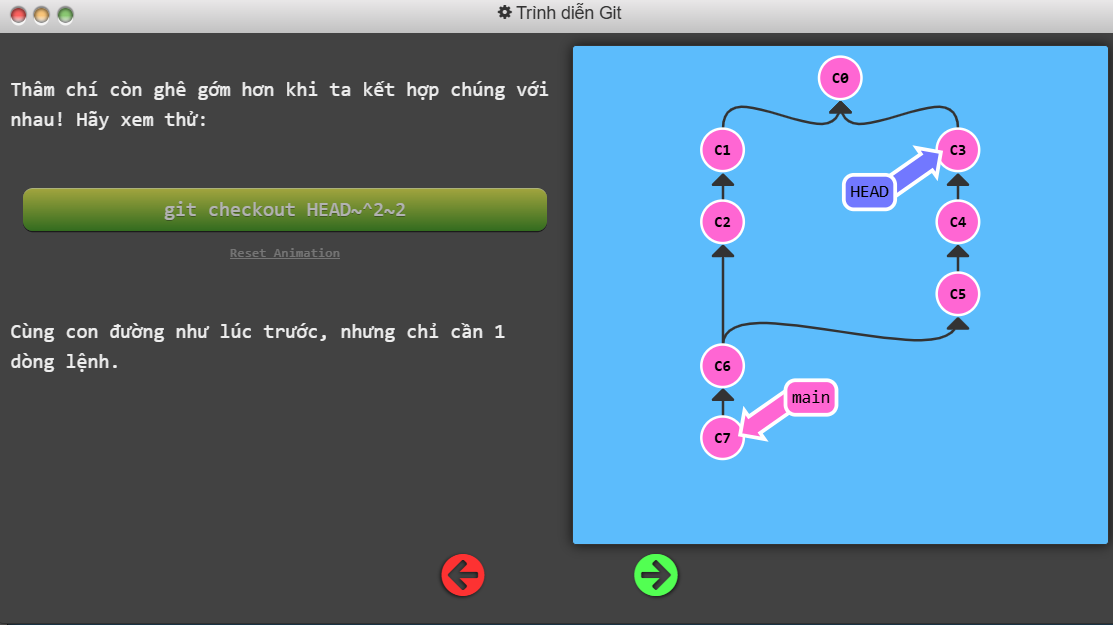 Trình diễn Git
Thâm chí còn ghê gớm hơn khi ta kết hợp chúng với
nhau! Hãy xem thử:
git checkout HEAD~^2~2
Reset Animation
Cùng con đường như lúc trước, nhưng chỉ cần 1
dòng lệnh.
C0
C1
C3
HEAD
C2
C4
C5
C6
main
C7